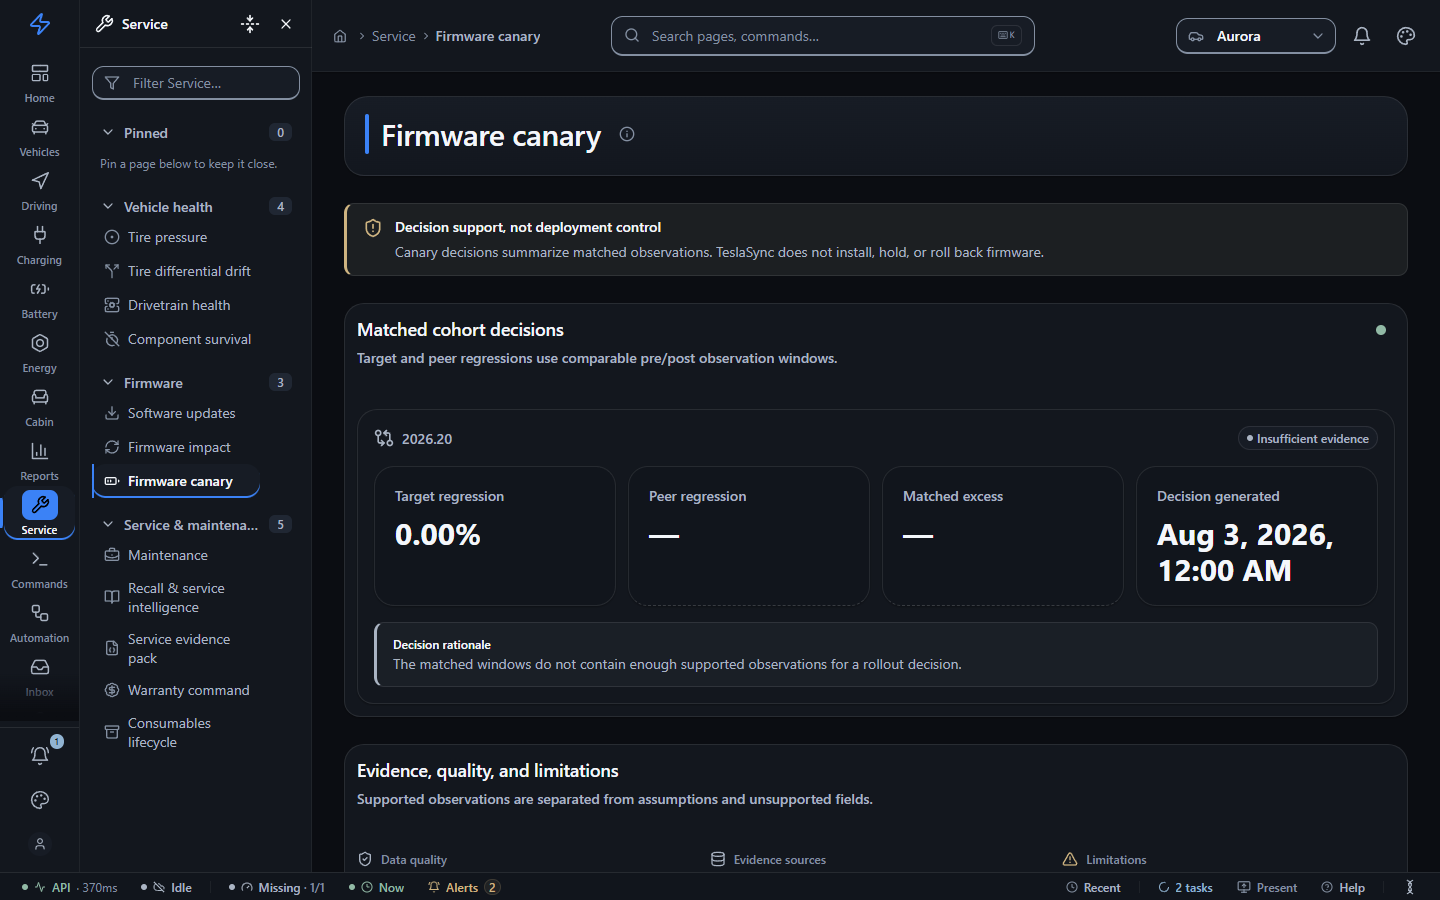 Home
Vehicles
Driving
Charging
Battery
Energy
Cabin
Reports
Service
Commands
Automation
Inbox
1
Service
Filter Service...
Pinned 0
Pin a page below to keep it close.
Vehicle health 4
Tire pressure
Tire differential drift
Drivetrain health
Component survival
Firmware 3
Software updates
Firmware impact
Firmware canary
Service & maintena... 5
Maintenance
Recall & service
intelligence
Service evidence
pack
Warranty command
Consumables
lifecycle
Service Firmware canary
Search pages, commands... K
Aurora
Firmware canary
Decision support, not deployment control
Canary decisions summarize matched observations. TeslaSync does not install, hold, or roll back firmware.
Matched cohort decisions
Target and peer regressions use comparable pre/post observation windows.
2026.20 Insufficient evidence
Target regression
0.00%
Peer regression
—
Matched excess
—
Decision generated
Aug 3, 2026,
12:00 AM
Decision rationale
The matched windows do not contain enough supported observations for a rollout decision.
Evidence, quality, and limitations
Supported observations are separated from assumptions and unsupported fields.
Data quality Evidence sources Limitations
API · 370ms Idle Missing · 1/1 Now Alerts 2 Recent 2 tasks Present Help